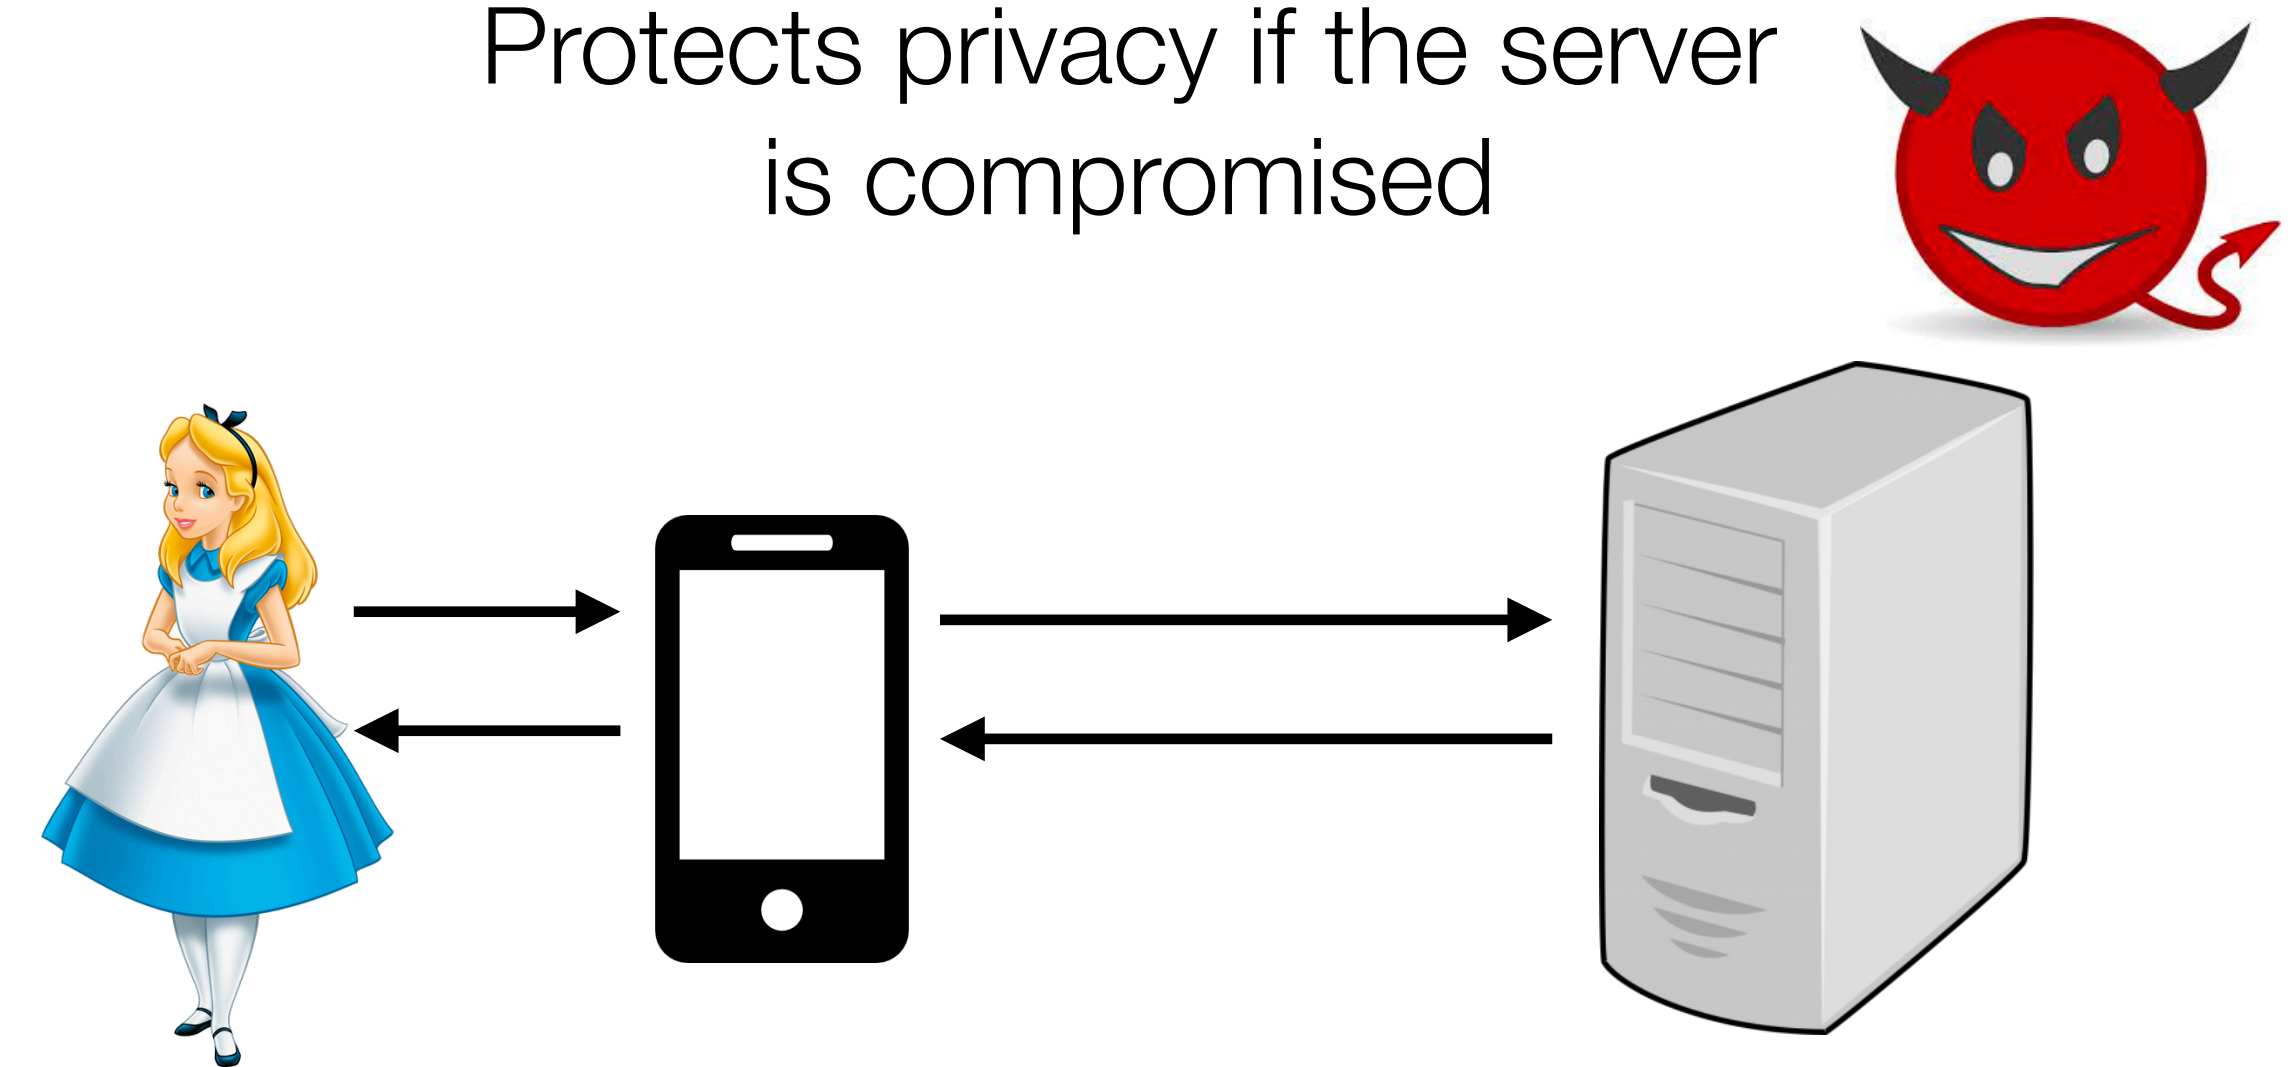 Protects privacy if the server
is compromised